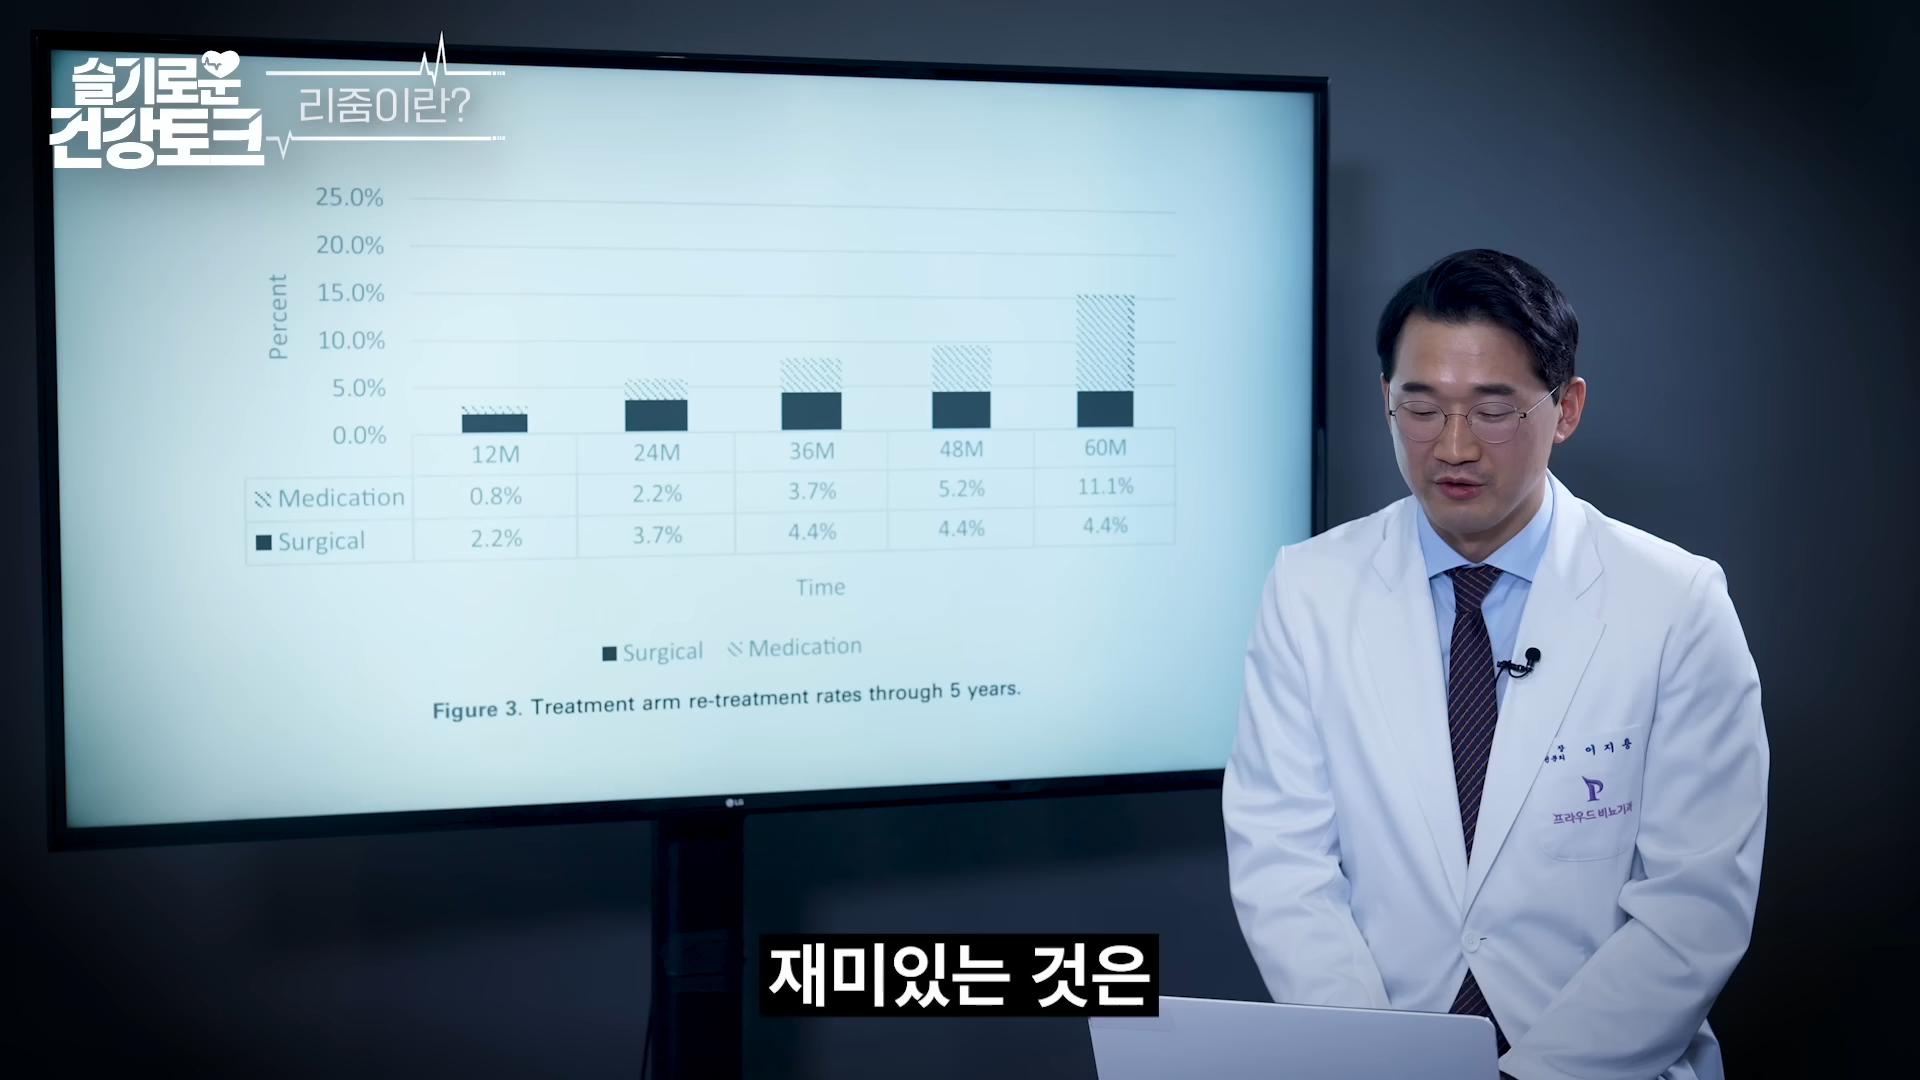 슬기로운
건강토크
리줌이란?
25.0%
20.0%
15.0%
10.0%
5.0%
0.0%
Percent
12M 24M 36M 48M 60M
Medication 0.8% 2.2% 3.7% 5.2% 11.1%
Surgical 2.2% 3.7% 4.4% 4.4% 4.4%
Time
Surgical Medication
Figure 3. Treatment arm re-treatment rates through 5 years.
LG
이지용
P
프라우드 비뇨기과
재미있는 것은